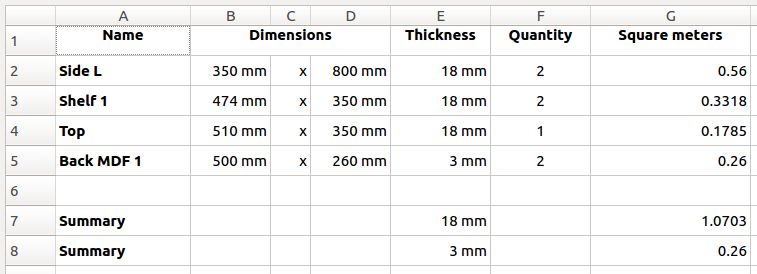 A B C D E F G
1 Name Dimensions Thickness Quantity Square meters
2 Side L 350 mm x 800 mm 18 mm 2 0.56
3 Shelf 1 474 mm x 350 mm 18 mm 2 0.3318
4 Top 510 mm x 350 mm 18 mm 1 0.1785
5 Back MDF 1 500 mm x 260 mm 3 mm 2 0.26
6
7 Summary 18 mm 1.0703
8 Summary 3 mm 0.26